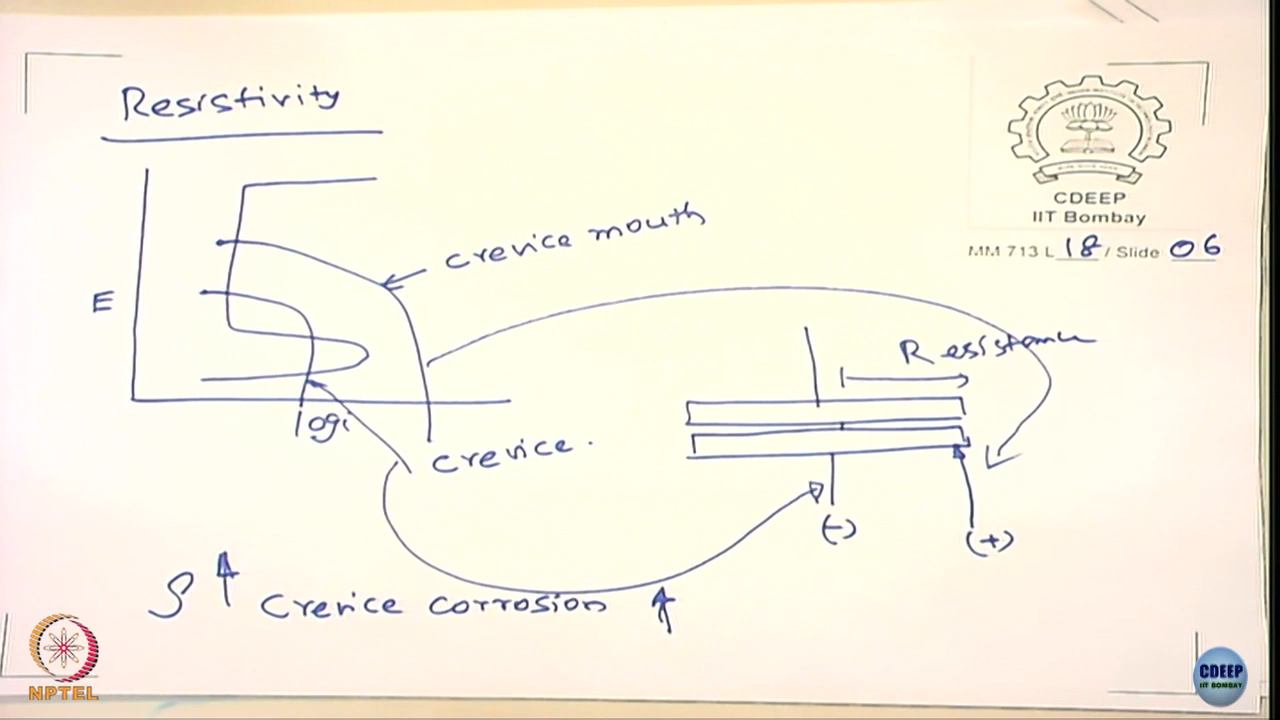 Resistivity
CDEEP
IIT Bombay
MM 713 L 18 / Slide 06
crevice mouth
E
Resistance
logi
crevice.
(-)
(+)
ρ↑ crevice corrosion ↑
NPTEL
CDEEP
IIT BOMBAY